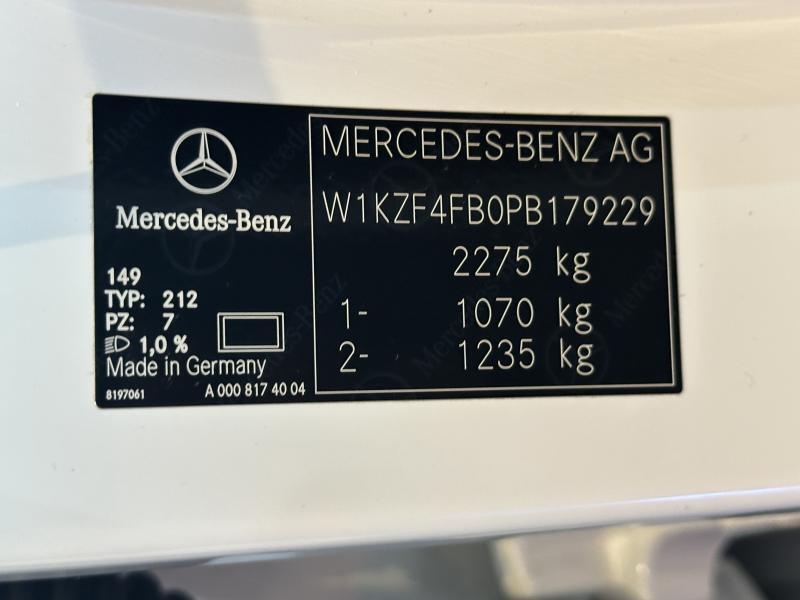 Mercedes-Benz
149
TYP: 212
PZ: 7
1,0 %
Made in Germany
8197061
A 000 817 40 04
MERCEDES-BENZ AG
W1KZF4FB0PB179229
2275 kg
1- 1070 kg
2- 1235 kg